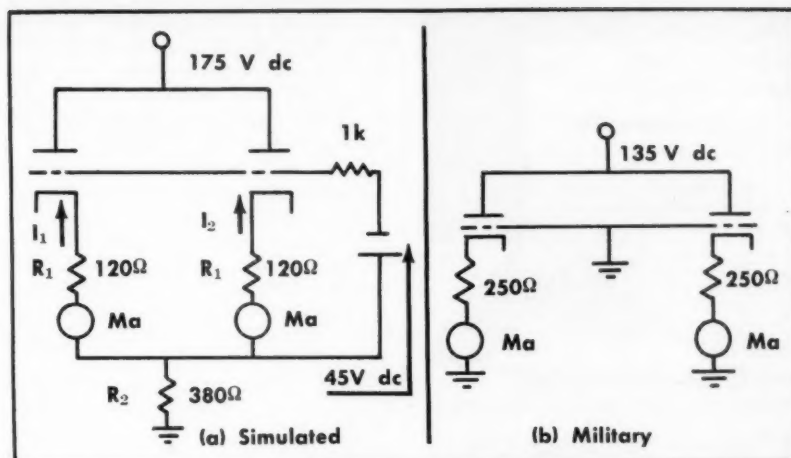 175 V dc
1k
135 V dc
I₁
I₂
R₁ 120Ω
R₁ 120Ω
250Ω
250Ω
Ma
Ma
Ma
Ma
45V dc
R₂ 380Ω
(a) Simulated
(b) Military